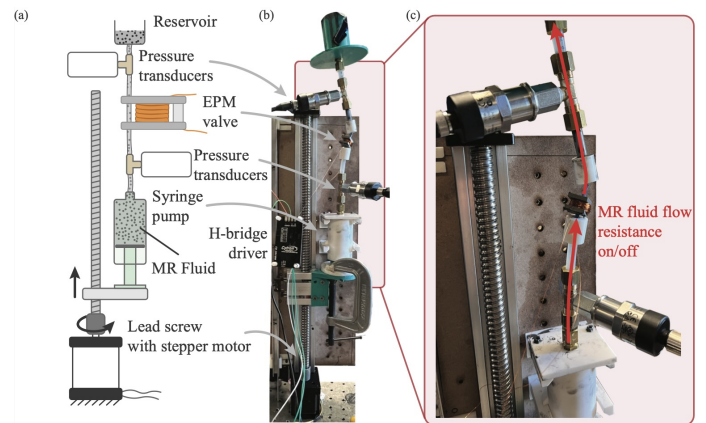 (a)
Reservoir
Pressure
transducers
EPM
valve
Pressure
transducers
Syringe
pump
H-bridge
driver
MR Fluid
Lead screw
with stepper motor
(b)
(c)
MR fluid flow
resistance
on/off